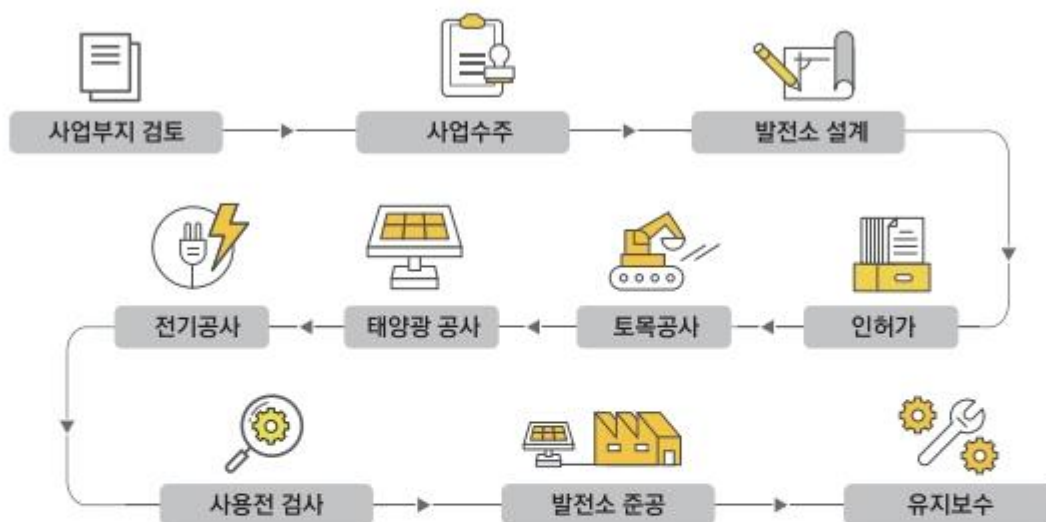 사업부지 검토
사업수주
발전소 설계
인허가
토목공사
태양광 공사
전기공사
사용전 검사
발전소 준공
유지보수